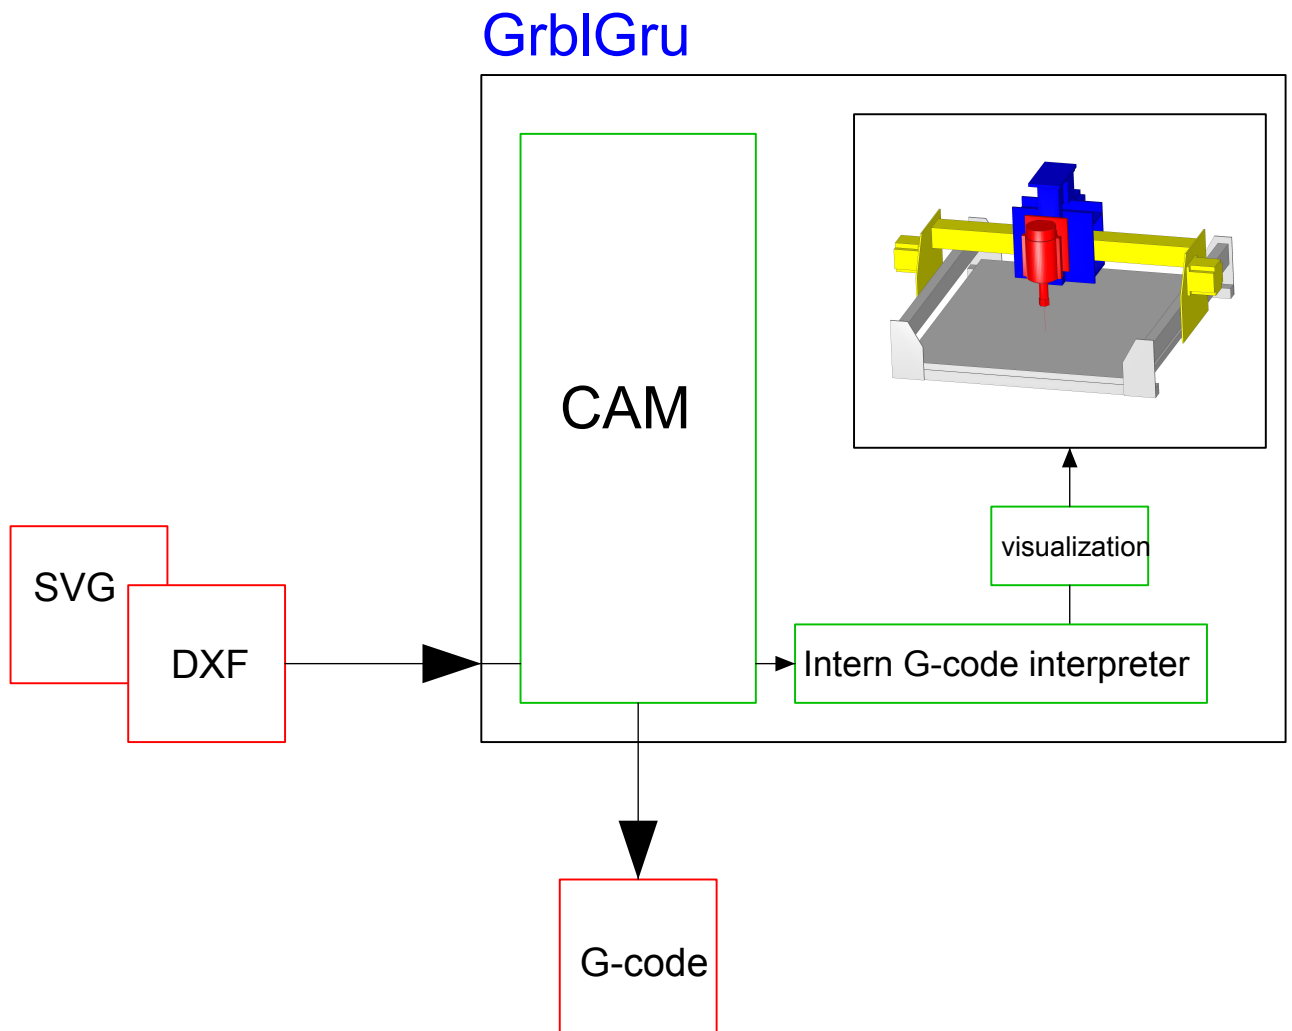 GrblGru
CAM
visualization
SVG
DXF
Intern G-code interpreter
G-code